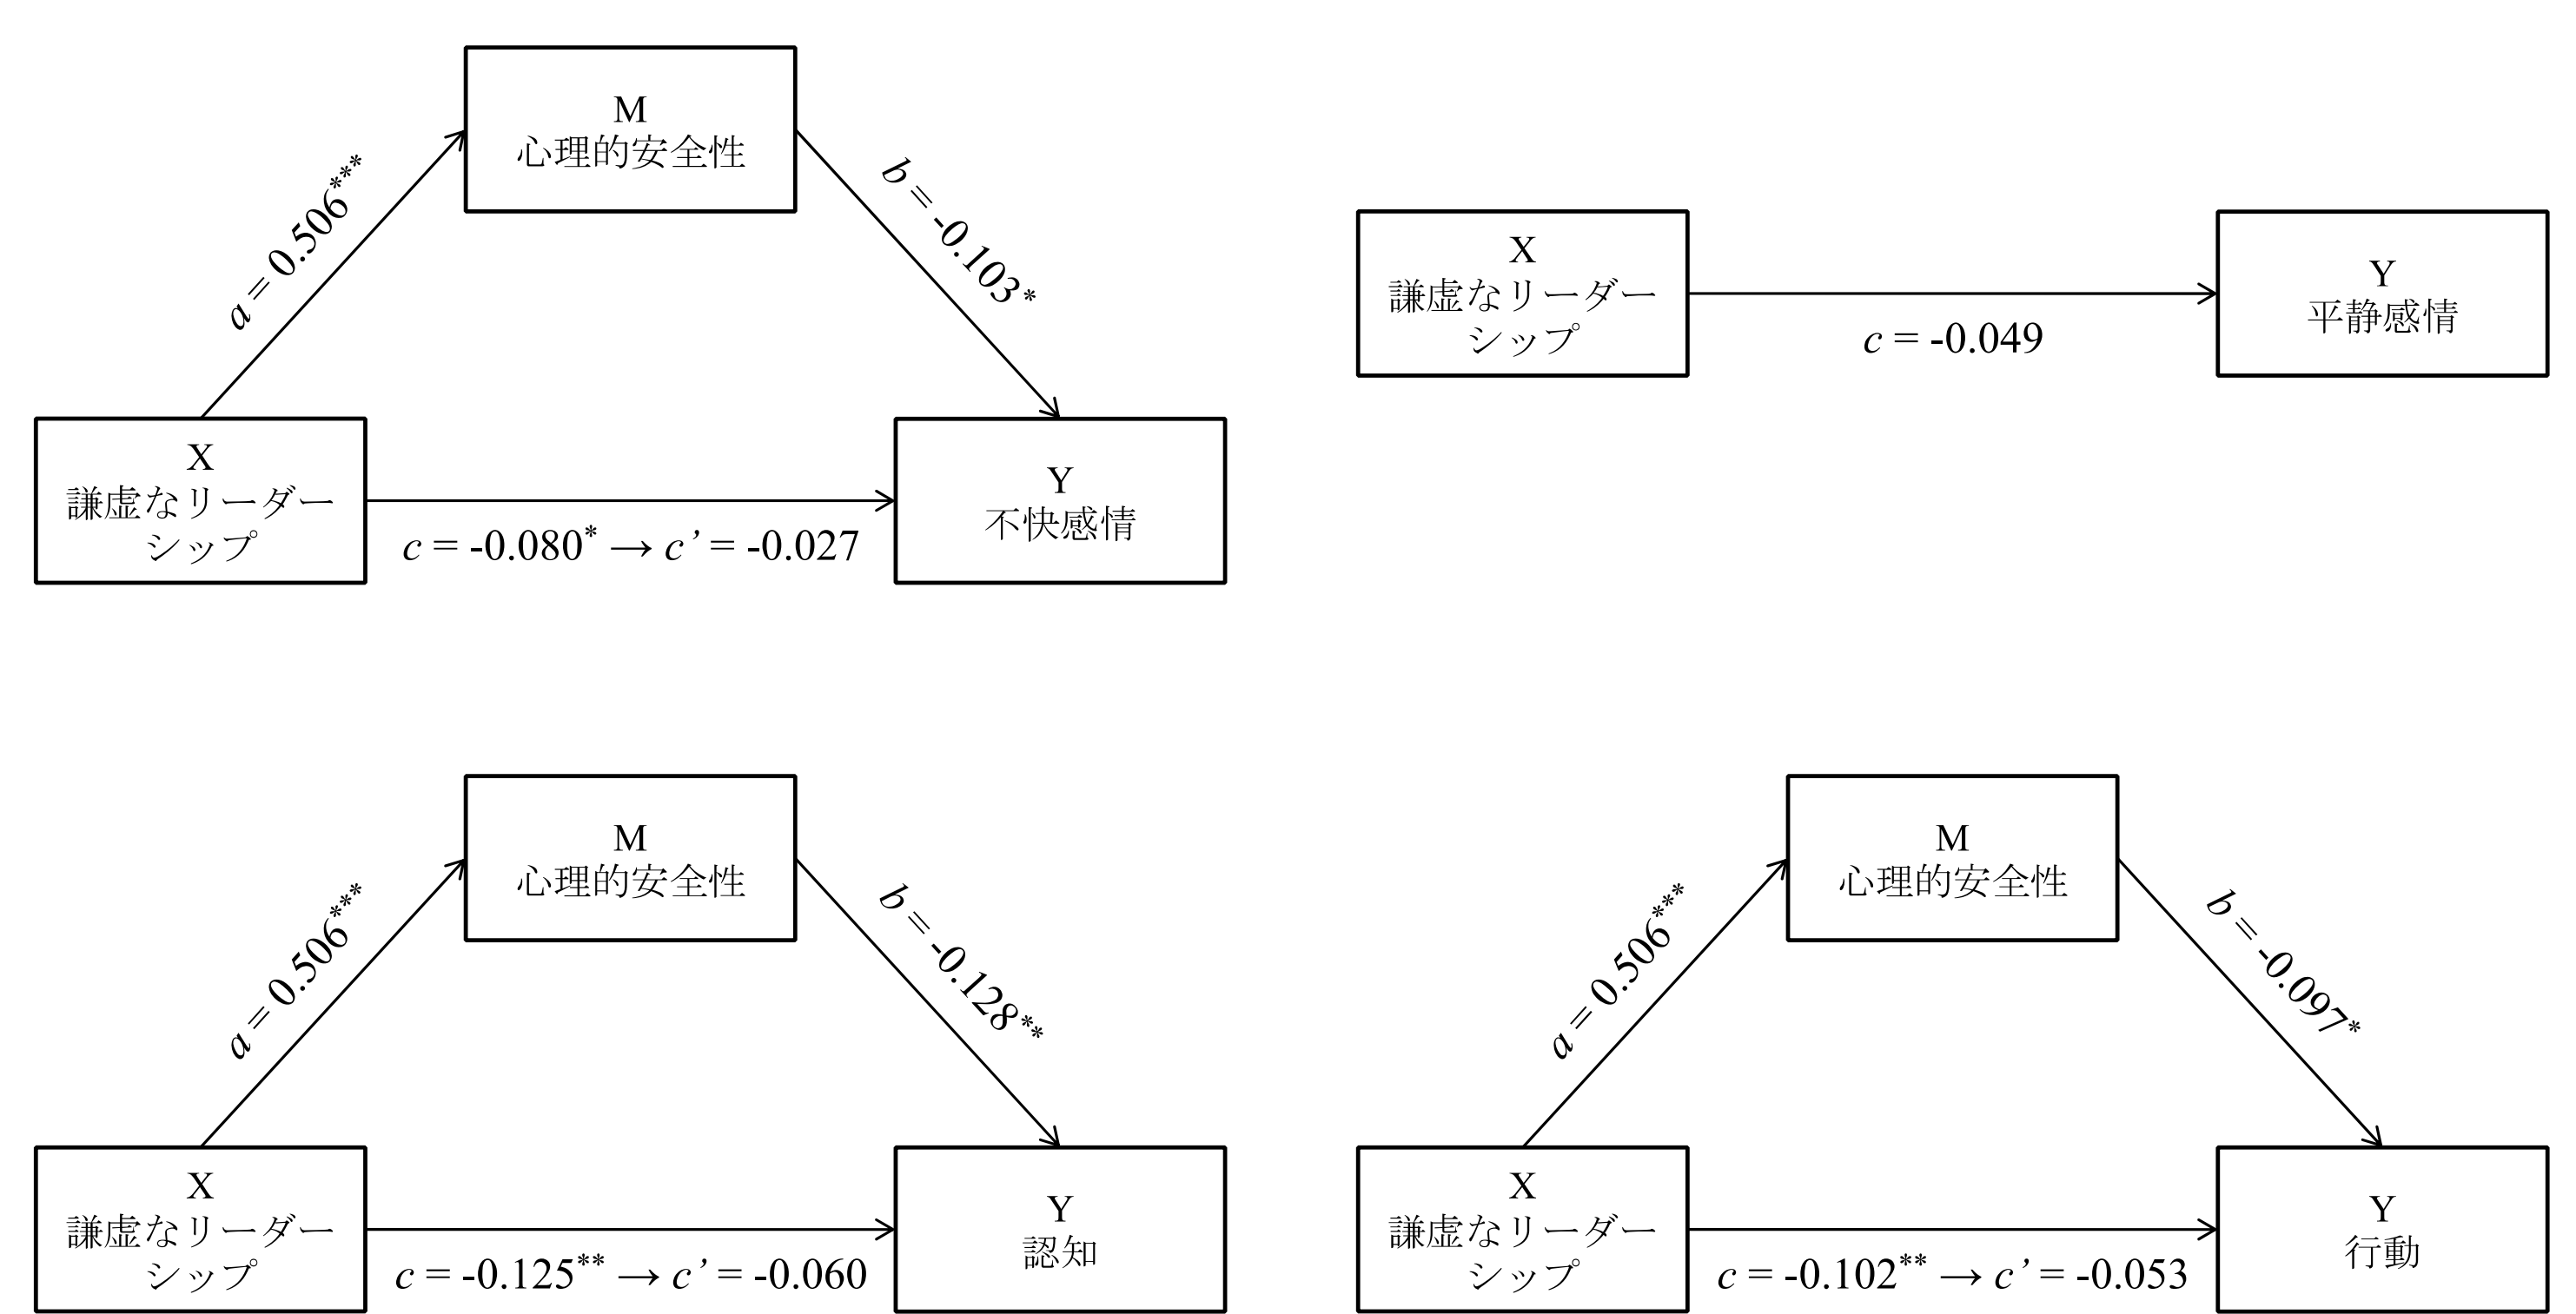 M
心理的安全性
a = 0.506***
b = -0.103*
X
謙虚なリーダー
シップ
c = -0.080* → c’ = -0.027
Y
不快感情
X
謙虚なリーダー
シップ
c = -0.049
Y
平静感情
M
心理的安全性
a = 0.506***
b = -0.128**
X
謙虚なリーダー
シップ
c = -0.125** → c’ = -0.060
Y
認知
M
心理的安全性
a = 0.506***
b = -0.097*
X
謙虚なリーダー
シップ
c = -0.102** → c’ = -0.053
Y
行動